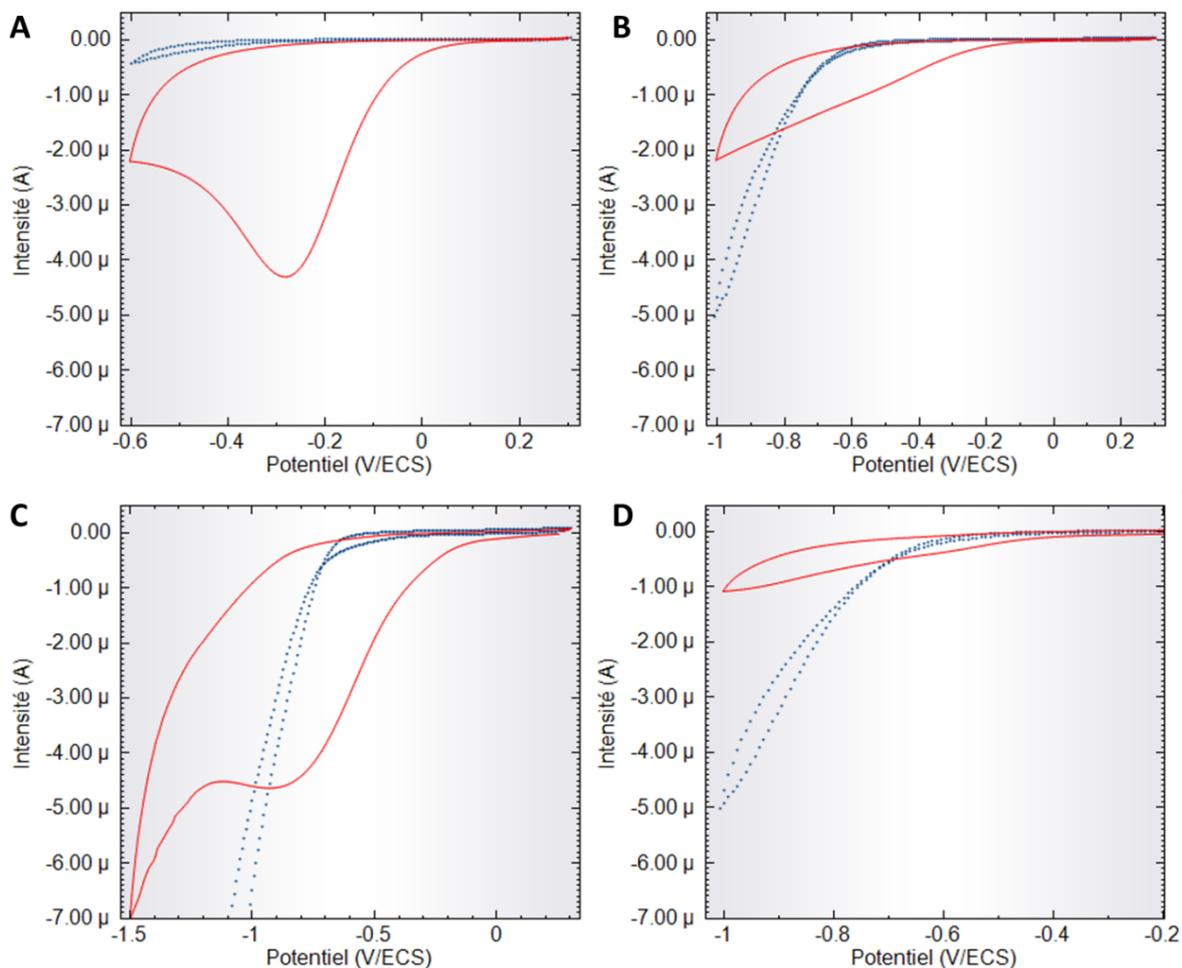 A
0.00
-1.00 µ
-2.00 µ
-3.00 µ
-4.00 µ
-5.00 µ
-6.00 µ
-7.00 µ
Intensité (A)
-0.6 -0.4 -0.2 0 0.2
Potentiel (V/ECS)
B
0.00
-1.00 µ
-2.00 µ
-3.00 µ
-4.00 µ
-5.00 µ
-6.00 µ
-7.00 µ
Intensité (A)
-1 -0.8 -0.6 -0.4 -0.2 0 0.2
Potentiel (V/ECS)
C
0.00
-1.00 µ
-2.00 µ
-3.00 µ
-4.00 µ
-5.00 µ
-6.00 µ
-7.00 µ
Intensité (A)
-1.5 -1 -0.5 0
Potentiel (V/ECS)
D
0.00
-1.00 µ
-2.00 µ
-3.00 µ
-4.00 µ
-5.00 µ
-6.00 µ
-7.00 µ
Intensité (A)
-1 -0.8 -0.6 -0.4 -0.2
Potentiel (V/ECS)